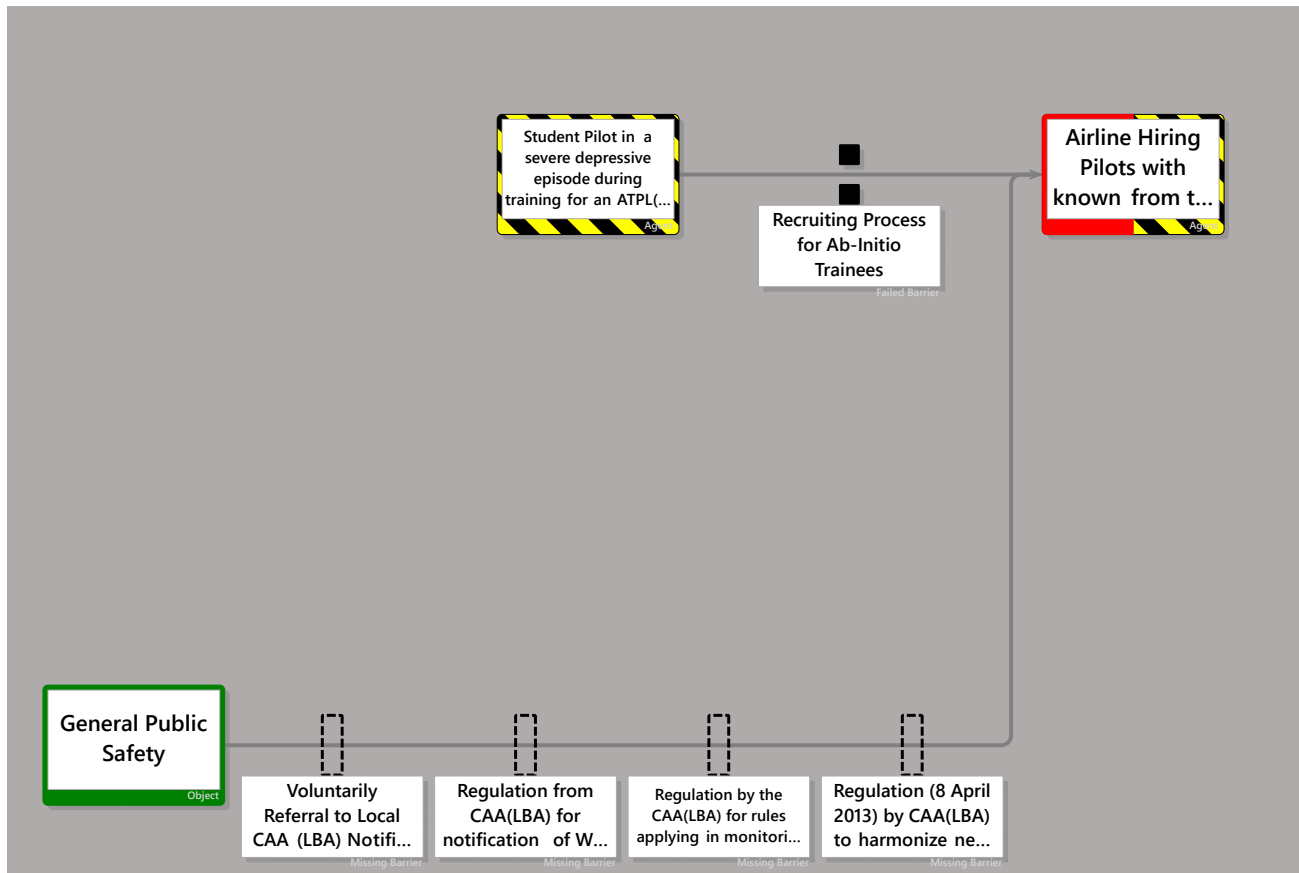 Student Pilot in a
severe depressive
episode during
training for an ATPL(...
Agent
Airline Hiring
Pilots with
known from t...
Agent
Recruiting Process
for Ab-Initio
Trainees
Failed Barrier
General Public
Safety
Object
Voluntarily
Referral to Local
CAA (LBA) Notifi...
Missing Barrier
Regulation from
CAA(LBA) for
notification of W...
Missing Barrier
Regulation by the
CAA(LBA) for rules
applying in monitori...
Missing Barrier
Regulation (8 April
2013) by CAA(LBA)
to harmonize ne...
Missing Barrier